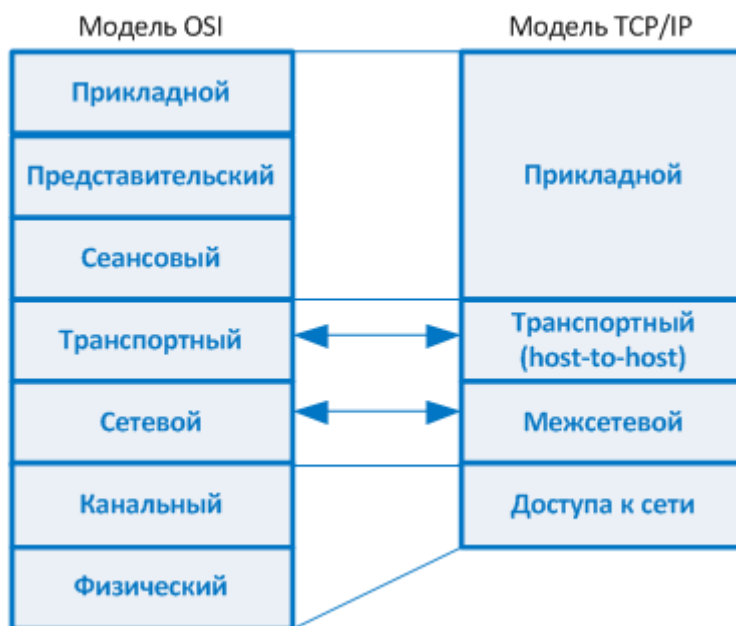 Модель OSI
Модель TCP/IP
Прикладной
Представительский
Сеансовый
Транспортный
Сетевой
Канальный
Физический
Прикладной
Транспортный
(host-to-host)
Межсетевой
Доступа к сети